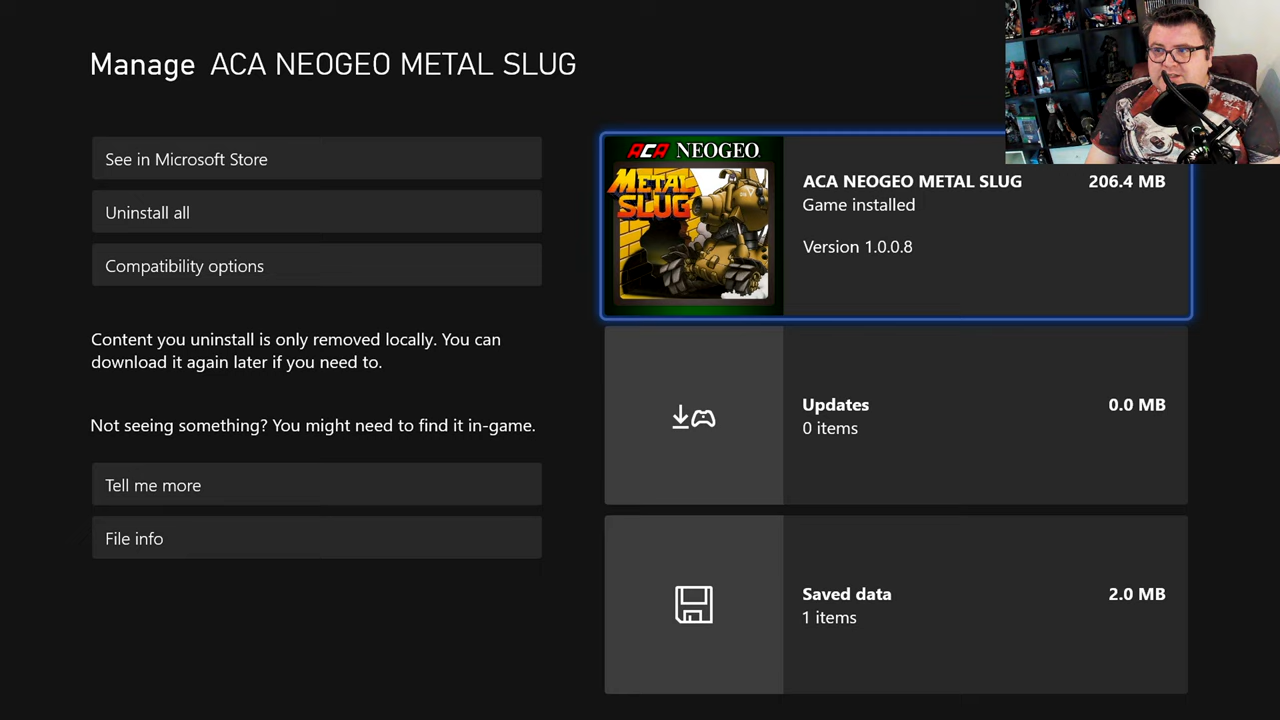 Manage ACA NEOGEO METAL SLUG
See in Microsoft Store
Uninstall all
Compatibility options
Content you uninstall is only removed locally. You can
download it again later if you need to.
Not seeing something? You might need to find it in-game.
Tell me more
File info
ACA NEOGEO
METAL
SLUG
ACA NEOGEO METAL SLUG 206.4 MB
Game installed
Version 1.0.0.8
Updates 0.0 MB
0 items
Saved data 2.0 MB
1 items